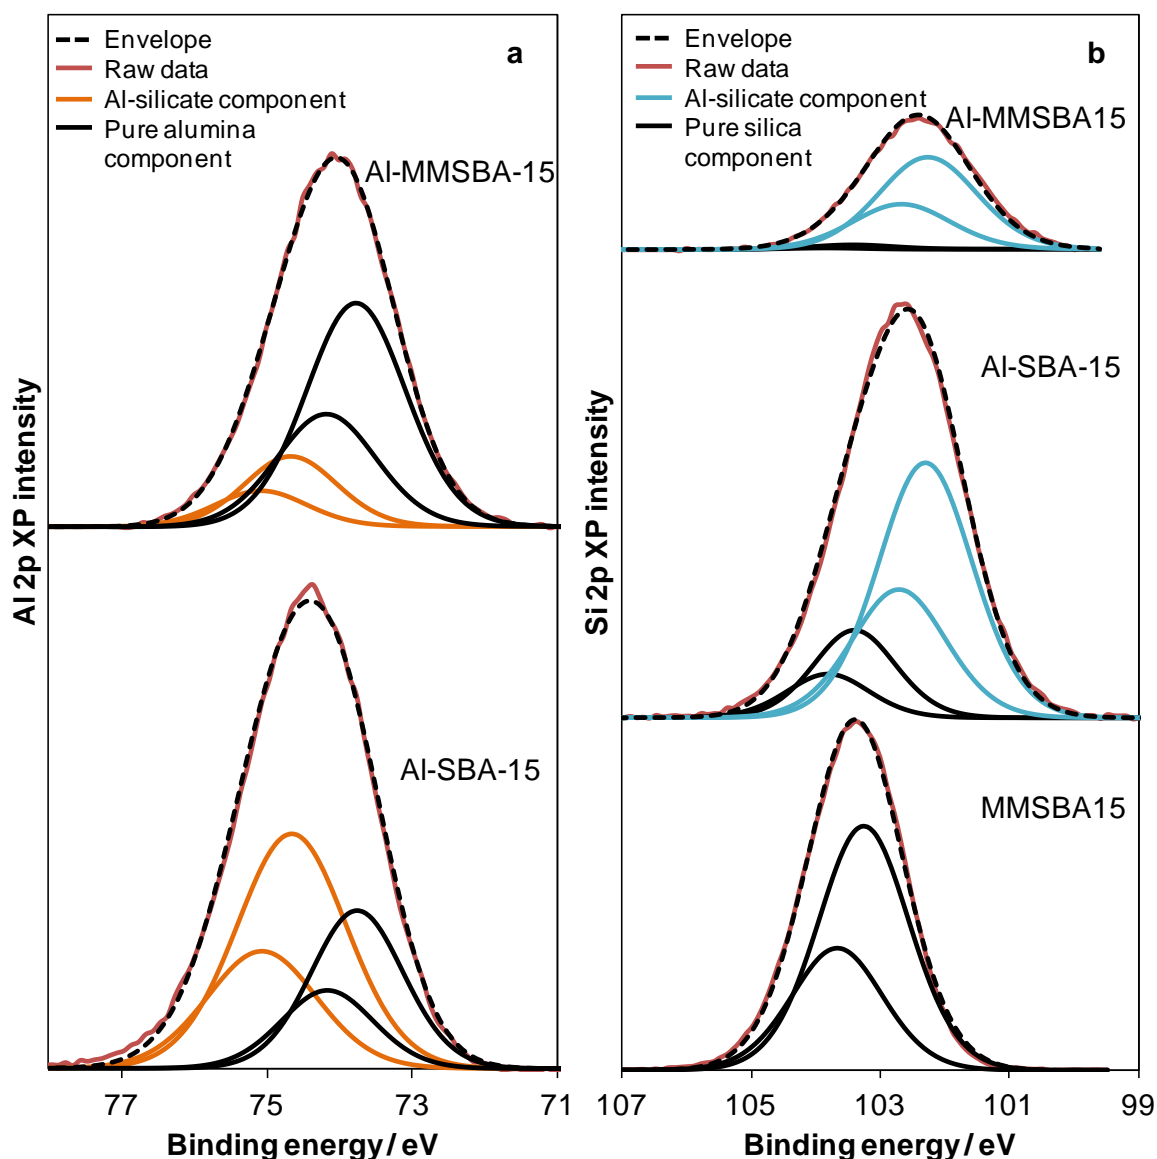 Envelope
Raw data
Al-silicate component
Pure alumina
component
a
Al-MMSBA-15
Al-SBA-15
Al 2p XP intensity
77 75 73 71
Binding energy / eV
Envelope
Raw data
Al-silicate component
Pure silica
component
b
Al-MMSBA15
Al-SBA-15
MMSBA15
Si 2p XP intensity
107 105 103 101 99
Binding energy / eV